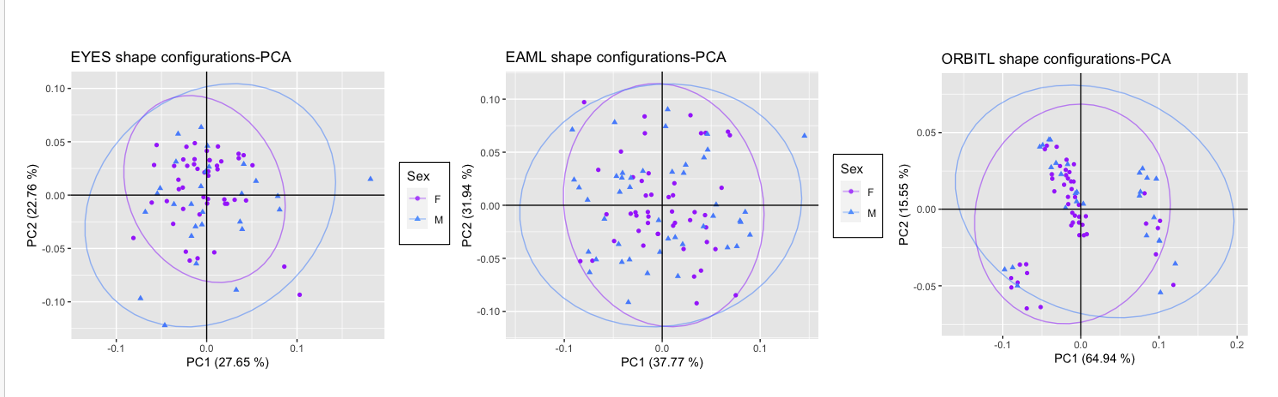 EYES shape configurations-PCA
PC2 (22.76 %)
0.10
0.05
0.00
-0.05
-0.10
-0.1
0.0
0.1
PC1 (27.65 %)
Sex
F
M
EAML shape configurations-PCA
PC2 (31.94 %)
0.10
0.05
0.00
-0.05
-0.10
-0.1
0.0
0.1
PC1 (37.77 %)
Sex
F
M
ORBITL shape configurations-PCA
PC2 (15.55 %)
0.05
0.00
-0.05
-0.1
0.0
0.1
0.2
PC1 (64.94 %)